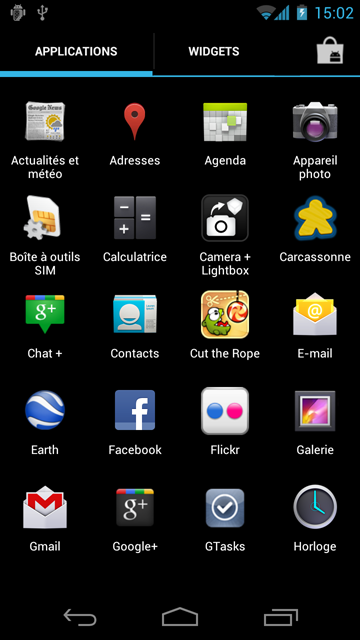 15:02
APPLICATIONS WIDGETS
Google News
Actualités et météo
Adresses
Agenda
Appareil photo
Boîte à outils SIM
Calculatrice
Camera + Lightbox
Carcassonne
g+
Chat +
Contacts
Cut the Rope
@
E-mail
Earth
f
Facebook
Flickr
Galerie
M
Gmail
g+
Google+
GTasks
Horloge